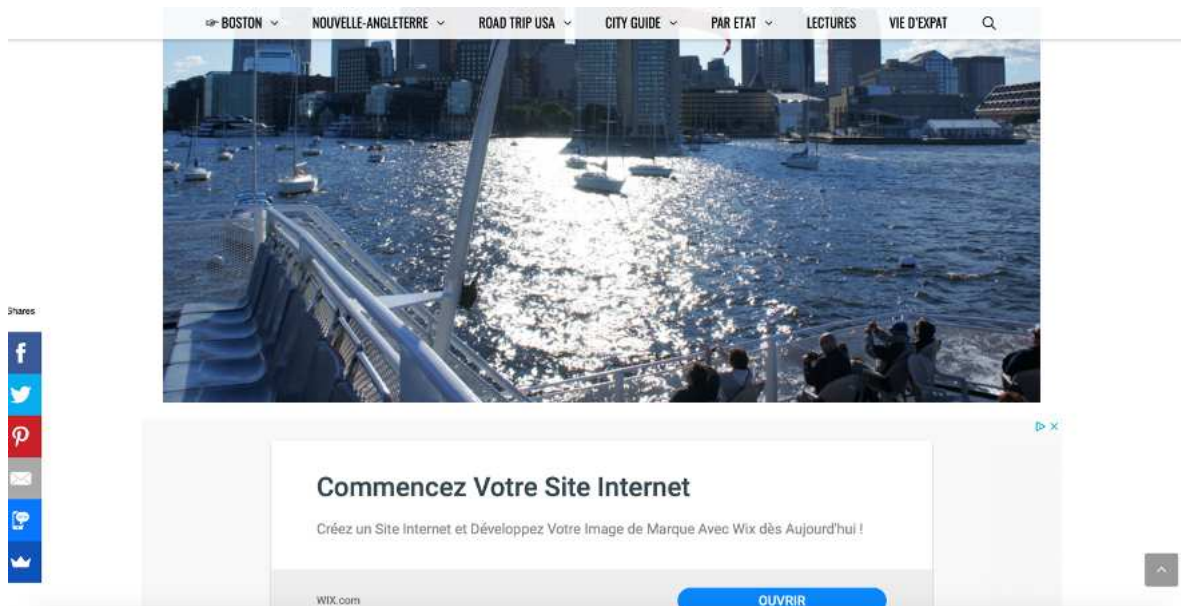 ☞ BOSTON NOUVELLE-ANGLETERRE ROAD TRIP USA CITY GUIDE PAR ETAT LECTURES VIE D'EXPAT
Shares
Commencez Votre Site Internet
Créez un Site Internet et Développez Votre Image de Marque Avec Wix dès Aujourd'hui !
WIX.com
OUVRIR